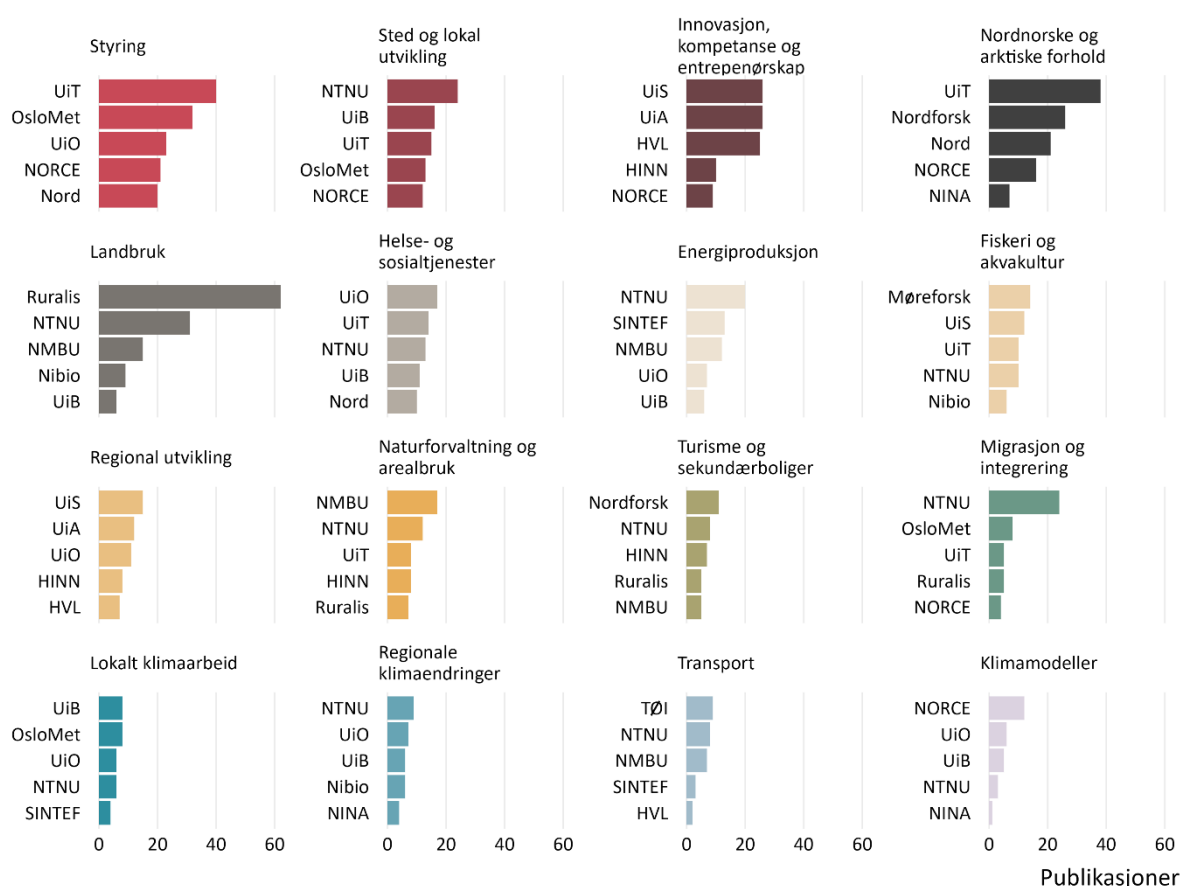 Styring
UiT
OsloMet
UiO
NORCE
Nord
Sted og lokal
utvikling
NTNU
UiB
UiT
OsloMet
NORCE
Innovasjon,
kompetanse og
entrepenørskap
UiS
UiA
HVL
HINN
NORCE
Nordnorske og
arktiske forhold
UiT
Nordforsk
Nord
NORCE
NINA
Landbruk
Ruralis
NTNU
NMBU
Nibio
UiB
Helse- og
sosialtjenester
UiO
UiT
NTNU
UiB
Nord
Energiproduksjon
NTNU
SINTEF
NMBU
UiO
UiB
Fiskeri og
akvakultur
Møreforsk
UiS
UiT
NTNU
Nibio
Regional utvikling
UiS
UiA
UiO
HINN
HVL
Naturforvaltning og
arealbruk
NMBU
NTNU
UiT
HINN
Ruralis
Turisme og
sekundærboliger
Nordforsk
NTNU
HINN
Ruralis
NMBU
Migrasjon og
integrering
NTNU
OsloMet
UiT
Ruralis
NORCE
Lokalt klimaarbeid
UiB
OsloMet
UiO
NTNU
SINTEF
0 20 40 60
Regionale
klimaendringer
NTNU
UiO
UiB
Nibio
NINA
0 20 40 60
Transport
TØI
NTNU
NMBU
SINTEF
HVL
0 20 40 60
Klimamodeller
NORCE
UiO
UiB
NTNU
NINA
0 20 40 60
Publikasjoner